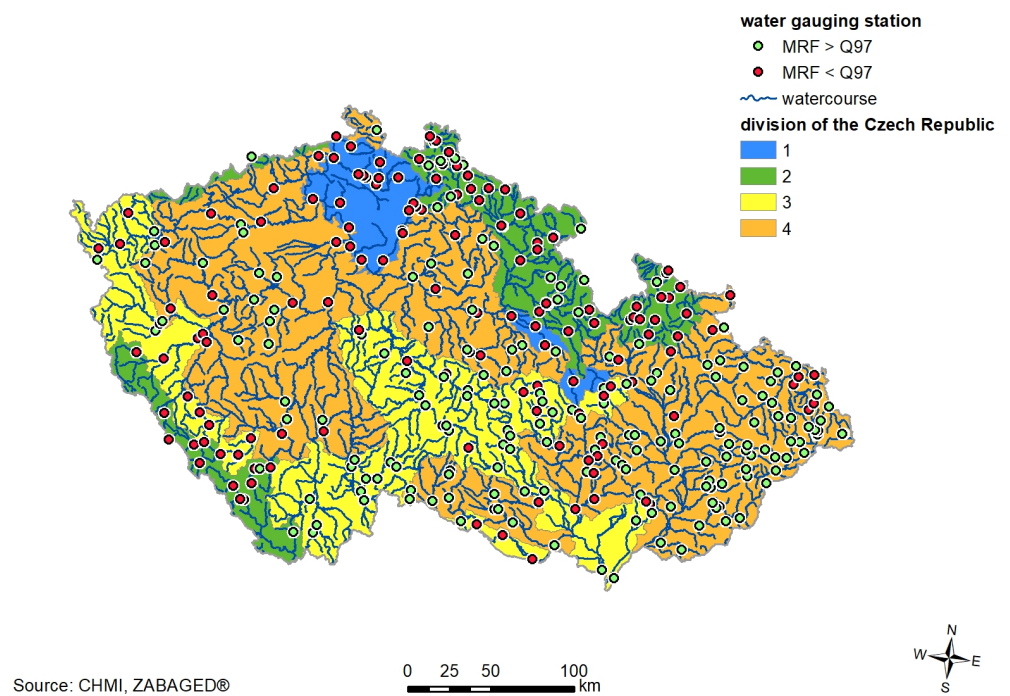 water gauging station
MRF > Q97
MRF < Q97
watercourse
division of the Czech Republic
1
2
3
4
N
W E
S
0 25 50 100
km
Source: CHMI, ZABAGED®